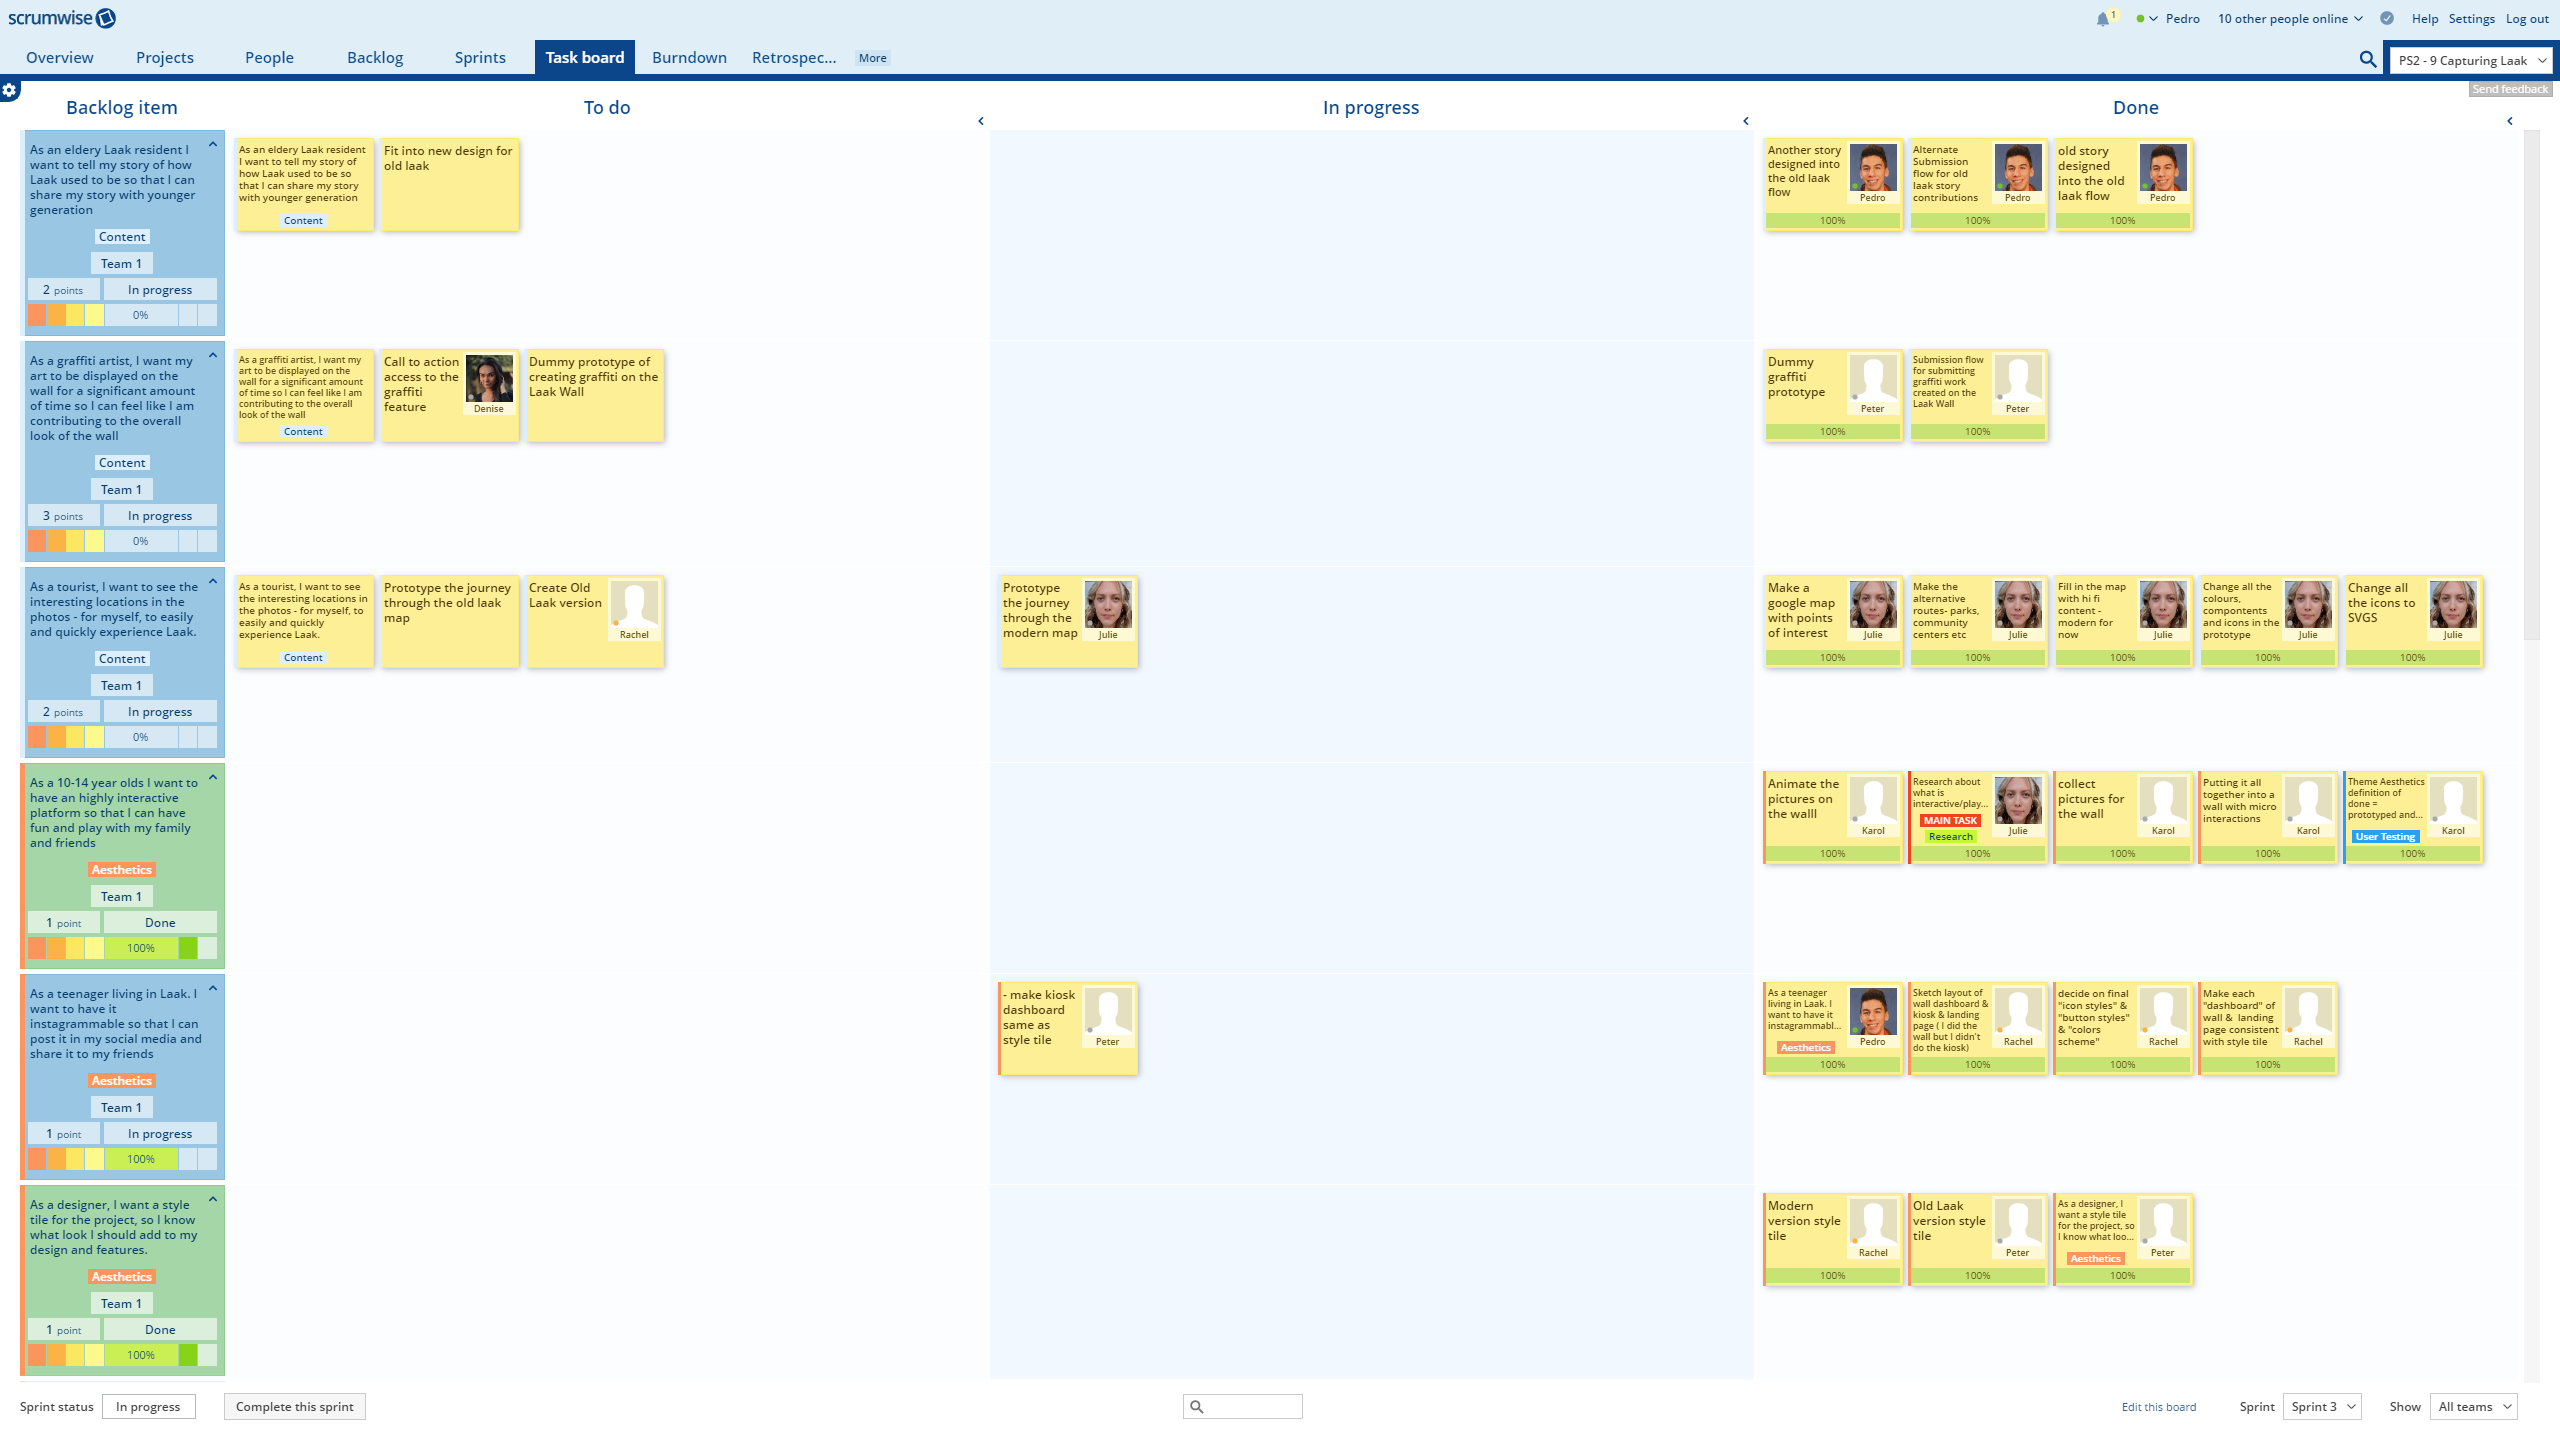 scrumwise
1
Pedro
10 other people online
Help
Settings
Log out
Overview
Projects
People
Backlog
Sprints
Task board
Burndown
Retrospec...
More
PS2 - 9 Capturing Laak
Send feedback
Backlog item
To do
In progress
Done
As an eldery Laak resident I
want to tell my story of how
Laak used to be so that I can
share my story with younger
generation
Content
Team 1
2 points
In progress
0%
As an eldery Laak resident
I want to tell my story of
how Laak used to be so
that I can share my story
with younger generation
Content
Fit into new design for
old laak
Another story
designed into
the old laak
flow
Pedro
100%
Alternate
Submission
flow for old
laak story
contributions
Pedro
100%
old story
designed
into the old
laak flow
Pedro
100%
As a graffiti artist, I want my
art to be displayed on the
wall for a significant amount
of time so I can feel like I am
contributing to the overall
look of the wall
Content
Team 1
3 points
In progress
0%
As a graffiti artist, I want my
art to be displayed on the
wall for a significant amount
of time so I can feel like I am
contributing to the overall
look of the wall
Content
Call to action
access to the
graffiti
feature
Denise
Dummy prototype of
creating graffiti on the
Laak Wall
Dummy
graffiti
prototype
Peter
100%
Submission flow
for submitting
graffiti work
created on the
Laak Wall
Peter
100%
As a tourist, I want to see the
interesting locations in the
photos - for myself, to easily
and quickly experience Laak.
Content
Team 1
2 points
In progress
0%
As a tourist, I want to see
the interesting locations in
the photos - for myself, to
easily and quickly
experience Laak.
Content
Prototype the journey
through the old laak
map
Create Old
Laak version
Rachel
Prototype
the journey
through the
modern map
Julie
Make a
google map
with points
of interest
Julie
100%
Make the
alternative
routes- parks,
community
centers etc
Julie
100%
Fill in the map
with hi fi
content -
modern for
now
Julie
100%
Change all the
colours,
compontents
and icons in the
prototype
Julie
100%
Change all
the icons to
SVGS
Julie
100%
As a 10-14 year olds I want to
have an highly interactive
platform so that I can have
fun and play with my family
and friends
Aesthetics
Team 1
1 point
Done
100%
Animate the
pictures on
the walll
Karol
100%
Research about
what is
interactive/play...
MAIN TASK
Research
Julie
100%
collect
pictures for
the wall
Karol
100%
Putting it all
together into a
wall with micro
interactions
Karol
100%
Theme Aesthetics
definition of
done =
prototyped and...
User Testing
Karol
100%
As a teenager living in Laak. I
want to have it
instagrammable so that I can
post it in my social media and
share it to my friends
Aesthetics
Team 1
1 point
In progress
100%
- make kiosk
dashboard
same as
style tile
Peter
As a teenager
living in Laak. I
want to have it
instagrammabl...
Aesthetics
Pedro
100%
Sketch layout of
wall dashboard &
kiosk & landing
page ( I did the
wall but I didn't
do the kiosk)
Rachel
100%
decide on final
"icon styles" &
"button styles"
& "colors
scheme"
Rachel
100%
Make each
"dashboard" of
wall &  landing
page consistent
with style tile
Rachel
100%
As a designer, I want a style
tile for the project, so I know
what look I should add to my
design and features.
Aesthetics
Team 1
1 point
Done
100%
Modern
version style
tile
Rachel
100%
Old Laak
version style
tile
Peter
100%
As a designer, I
want a style tile
for the project, so
I know what loo...
Aesthetics
Peter
100%
Sprint status
In progress
Complete this sprint
Edit this board
Sprint
Sprint 3
Show
All teams